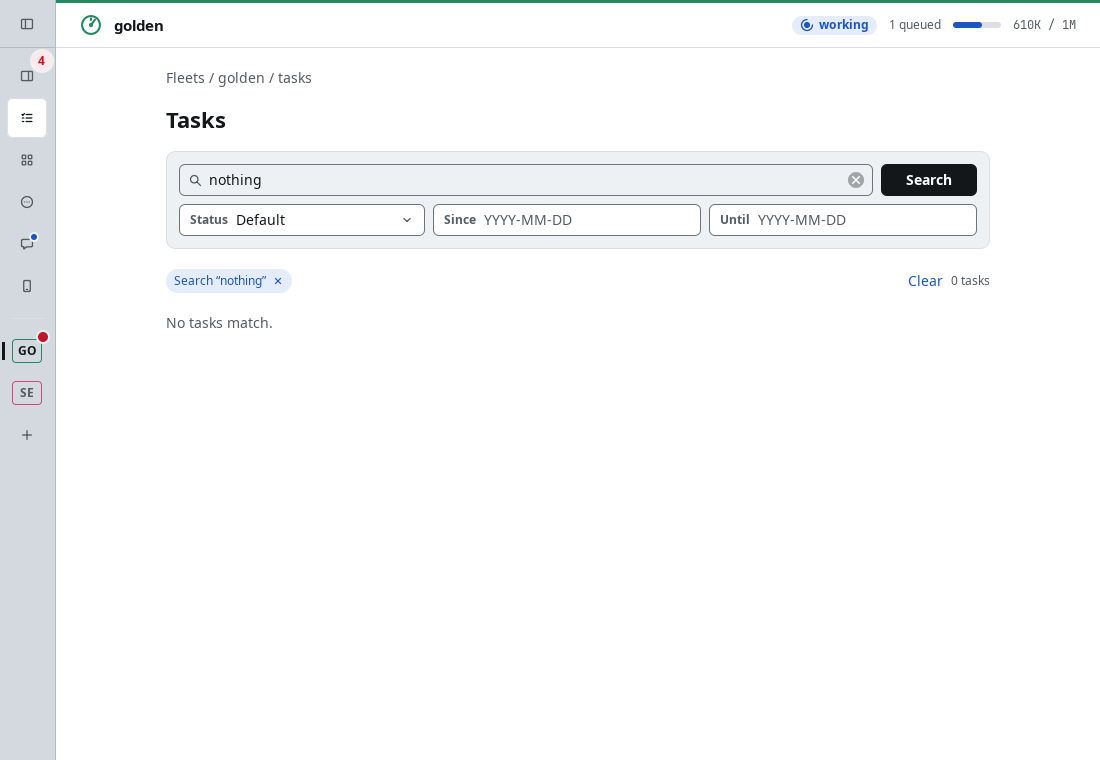 golden
working
1 queued
610K / 1M
4
Fleets / golden / tasks
Tasks
nothing
Search
Status Default
Since YYYY-MM-DD
Until YYYY-MM-DD
Search “nothing” ×
Clear
0 tasks
No tasks match.
GO
SE